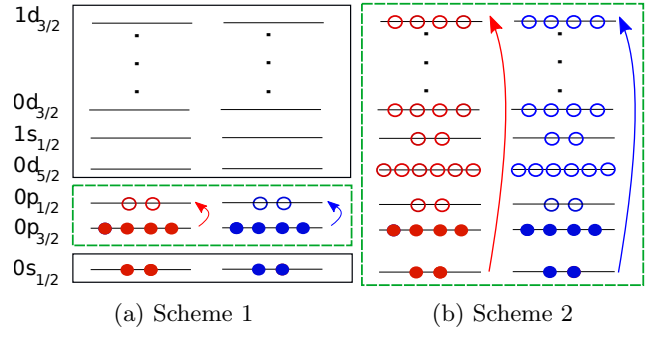 1d3/2
0d3/2
1s1/2
0d5/2
0p1/2
0p3/2
0s1/2
(a) Scheme 1
(b) Scheme 2